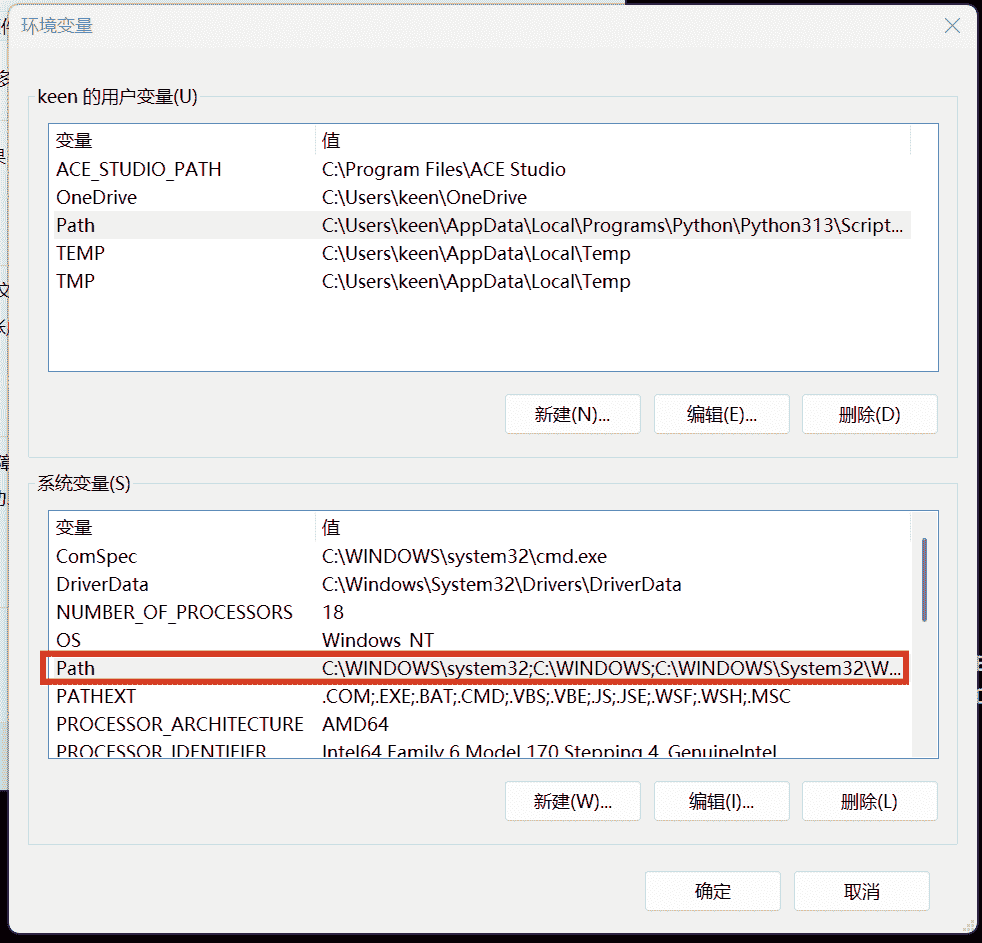 环境变量
keen 的用户变量(U)
变量 值
ACE_STUDIO_PATH C:\Program Files\ACE Studio
OneDrive C:\Users\keen\OneDrive
Path C:\Users\keen\AppData\Local\Programs\Python\Python313\Script...
TEMP C:\Users\keen\AppData\Local\Temp
TMP C:\Users\keen\AppData\Local\Temp
新建(N)... 编辑(E)... 删除(D)
系统变量(S)
变量 值
ComSpec C:\WINDOWS\system32\cmd.exe
DriverData C:\Windows\System32\Drivers\DriverData
NUMBER_OF_PROCESSORS 18
OS Windows_NT
Path C:\WINDOWS\system32;C:\WINDOWS;C:\WINDOWS\System32\W...
PATHEXT .COM;.EXE;.BAT;.CMD;.VBS;.VBE;.JS;.JSE;.WSF;.WSH;.MSC
PROCESSOR_ARCHITECTURE AMD64
PROCESSOR_IDENTIFIER Intel64 Family 6 Model 170 Stepping 4, GenuineIntel
新建(W)... 编辑(I)... 删除(L)
确定 取消